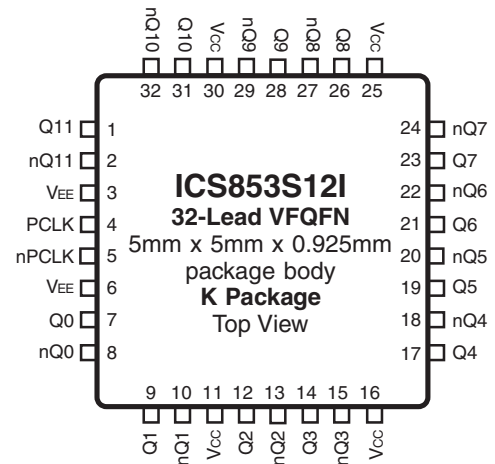 nQ10 Q10 VCC nQ9 Q9 nQ8 Q8 VCC
32 31 30 29 28 27 26 25
Q11 1
nQ11 2
VEE 3
PCLK 4
nPCLK 5
VEE 6
Q0 7
nQ0 8
ICS853S12I
32-Lead VFQFN
5mm x 5mm x 0.925mm
package body
K Package
Top View
24 nQ7
23 Q7
22 nQ6
21 Q6
20 nQ5
19 Q5
18 nQ4
17 Q4
9 10 11 12 13 14 15 16
Q1 nQ1 VCC Q2 nQ2 Q3 nQ3 VCC